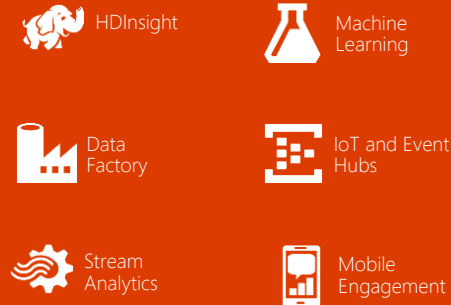 HDInsight
Machine
Learning
Data
Factory
IoT and Event
Hubs
Stream
Analytics
Mobile
Engagement